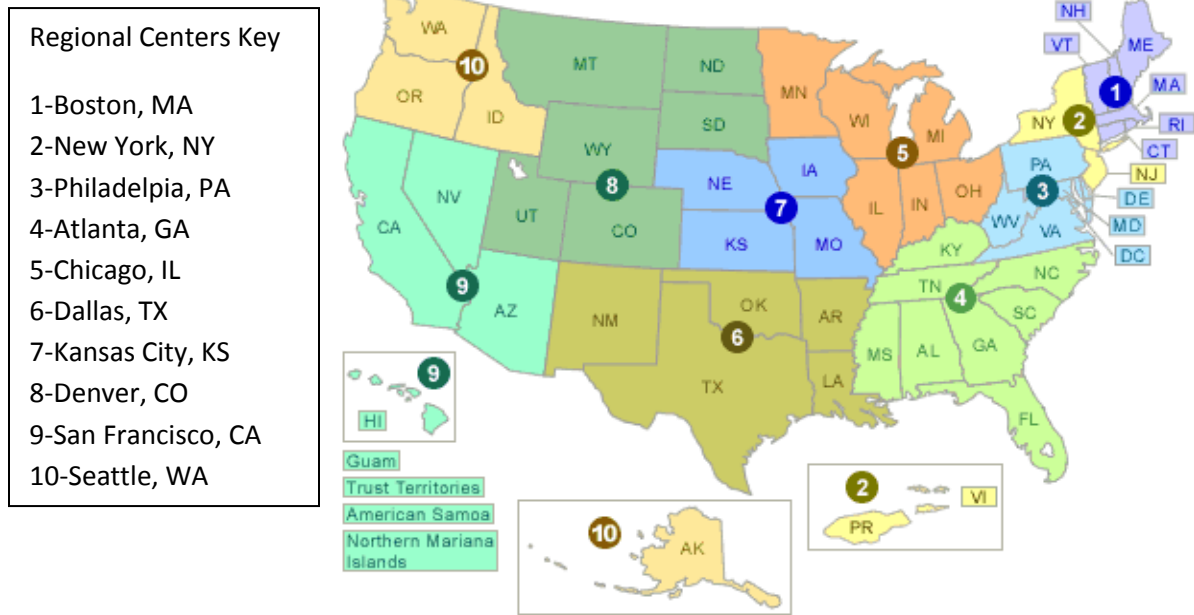 Regional Centers Key
1-Boston, MA
2-New York, NY
3-Philadelpia, PA
4-Atlanta, GA
5-Chicago, IL
6-Dallas, TX
7-Kansas City, KS
8-Denver, CO
9-San Francisco, CA
10-Seattle, WA
WA
10
OR
ID
MT
ND
SD
WY
8
UT
CO
NV
CA
9
AZ
NE
IA
7
KS
MO
MN
WI
MI
5
IL
IN
OH
NH
VT
ME
1
MA
RI
CT
NY
2
NJ
PA
3
DE
WV
VA
MD
DC
KY
NC
TN
4
SC
MS
AL
GA
FL
NM
OK
AR
6
TX
LA
9
HI
Guam
Trust Territories
American Samoa
Northern Mariana
Islands
10
AK
2
VI
PR